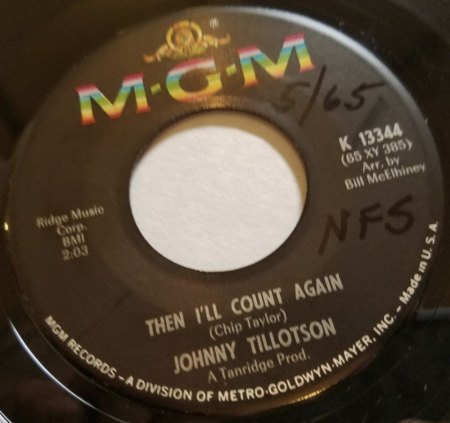 M·G·M
5/65
K 13344
(65 XY 385)
Arr. by
Bill McElhiney
Ridge Music
Corp.
BMI
2:03
NFS
THEN I'LL COUNT AGAIN
(Chip Taylor)
JOHNNY TILLOTSON
A Tanridge Prod.
MGM RECORDS – A DIVISION OF METRO-GOLDWYN-MAYER, INC. – Made in U.S.A.